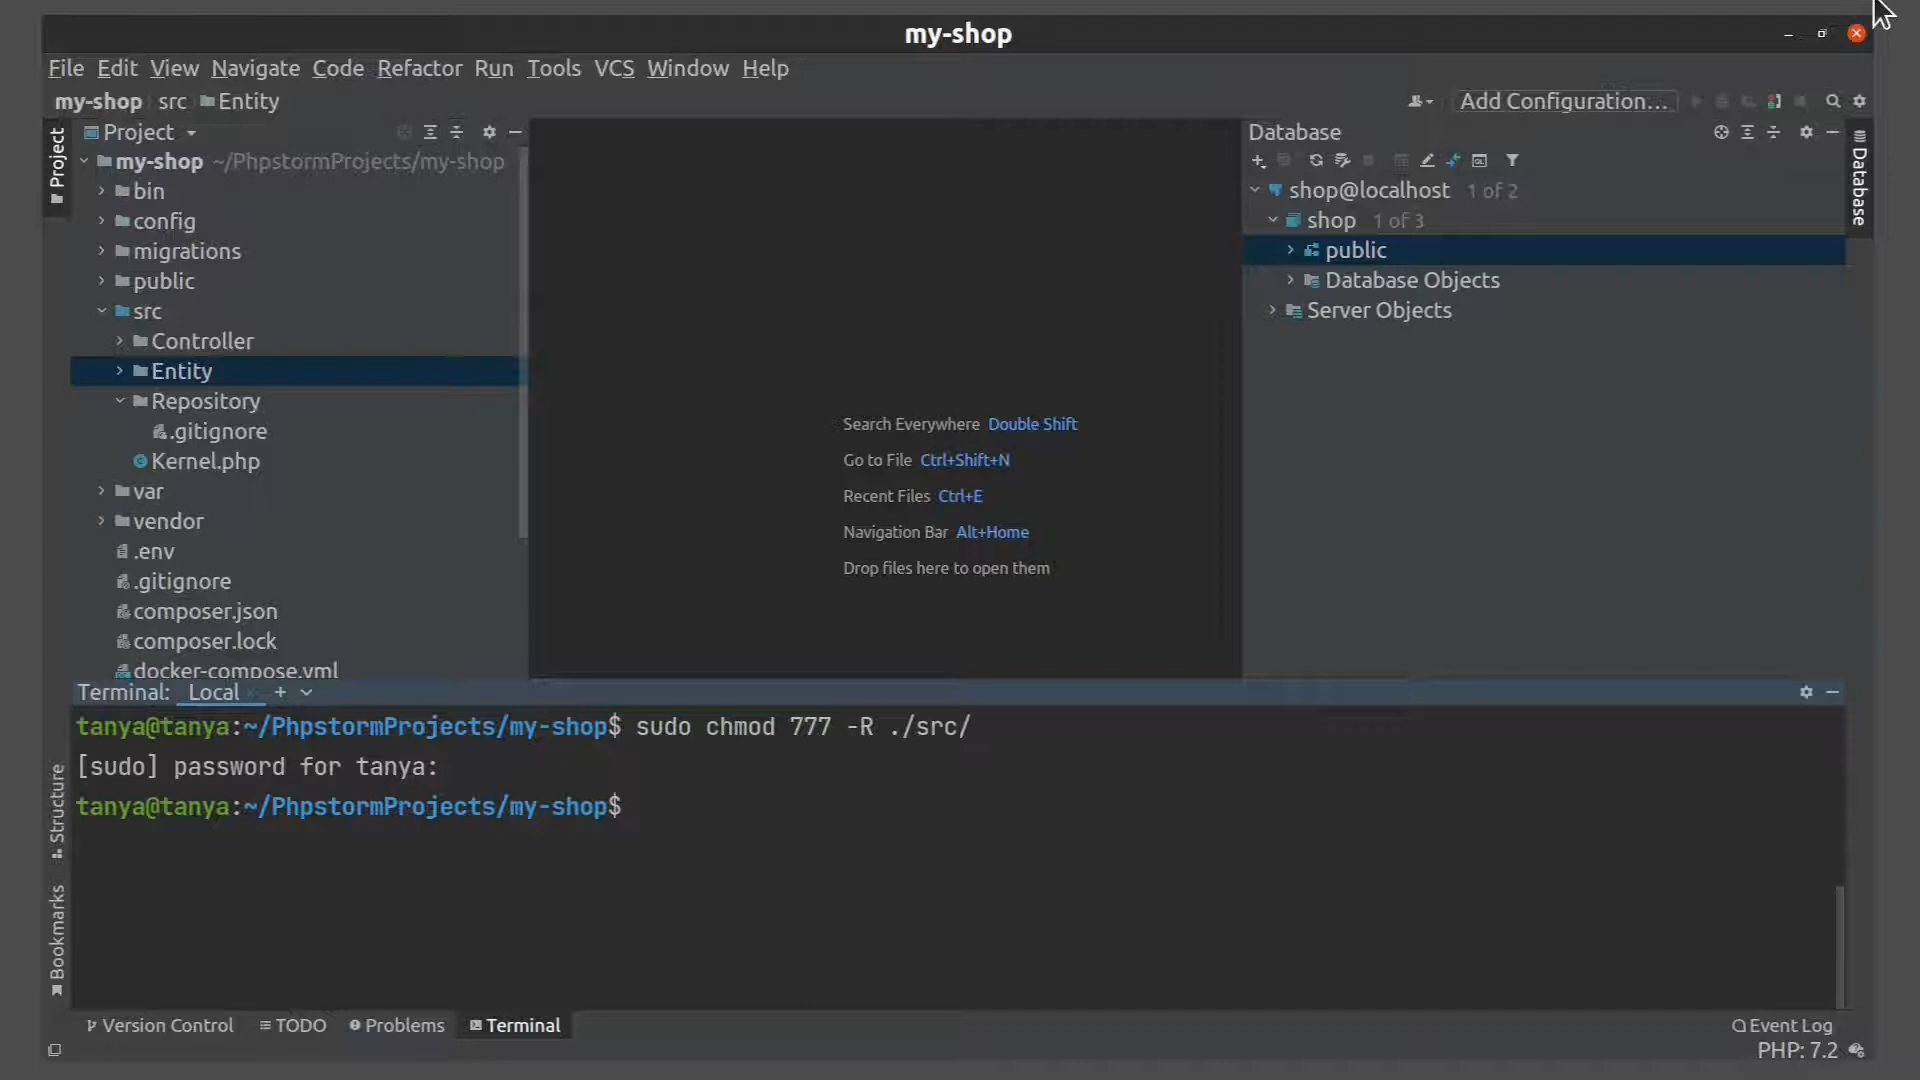 my-shop
File Edit View Navigate Code Refactor Run Tools VCS Window Help
my-shop src Entity
Add Configuration...
Project
Project
my-shop ~/PhpstormProjects/my-shop
bin
config
migrations
public
src
Controller
Entity
Repository
.gitignore
Kernel.php
var
vendor
.env
.gitignore
composer.json
composer.lock
docker-compose.yml
Search Everywhere Double Shift
Go to File Ctrl+Shift+N
Recent Files Ctrl+E
Navigation Bar Alt+Home
Drop files here to open them
Database
shop@localhost 1 of 2
shop 1 of 3
public
Database Objects
Server Objects
Database
Terminal: Local
tanya@tanya:~/PhpstormProjects/my-shop$ sudo chmod 777 -R ./src/
[sudo] password for tanya:
tanya@tanya:~/PhpstormProjects/my-shop$
Structure
Bookmarks
Version Control TODO Problems Terminal
Event Log
PHP: 7.2